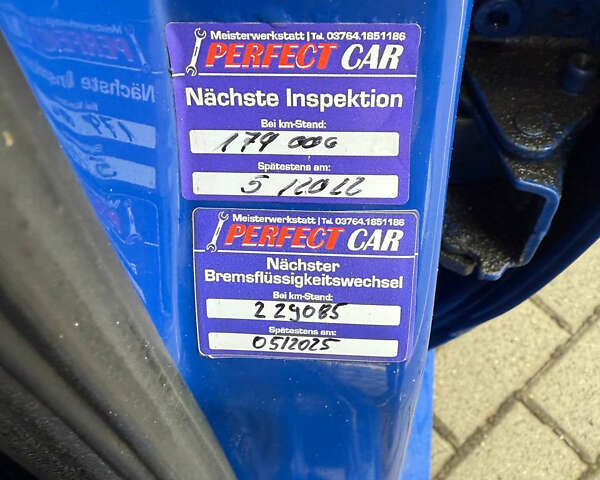 Meisterwerkstatt | Tel. 03764.1851186
PERFECT CAR
Nächste Inspektion
Bei km-Stand:
179 000
Spätestens am:
5/2022
Meisterwerkstatt | Tel. 03764.1851186
PERFECT CAR
Nächster
Bremsflüssigkeitswechsel
Bei km-Stand:
229085
Spätestens am:
05/2025